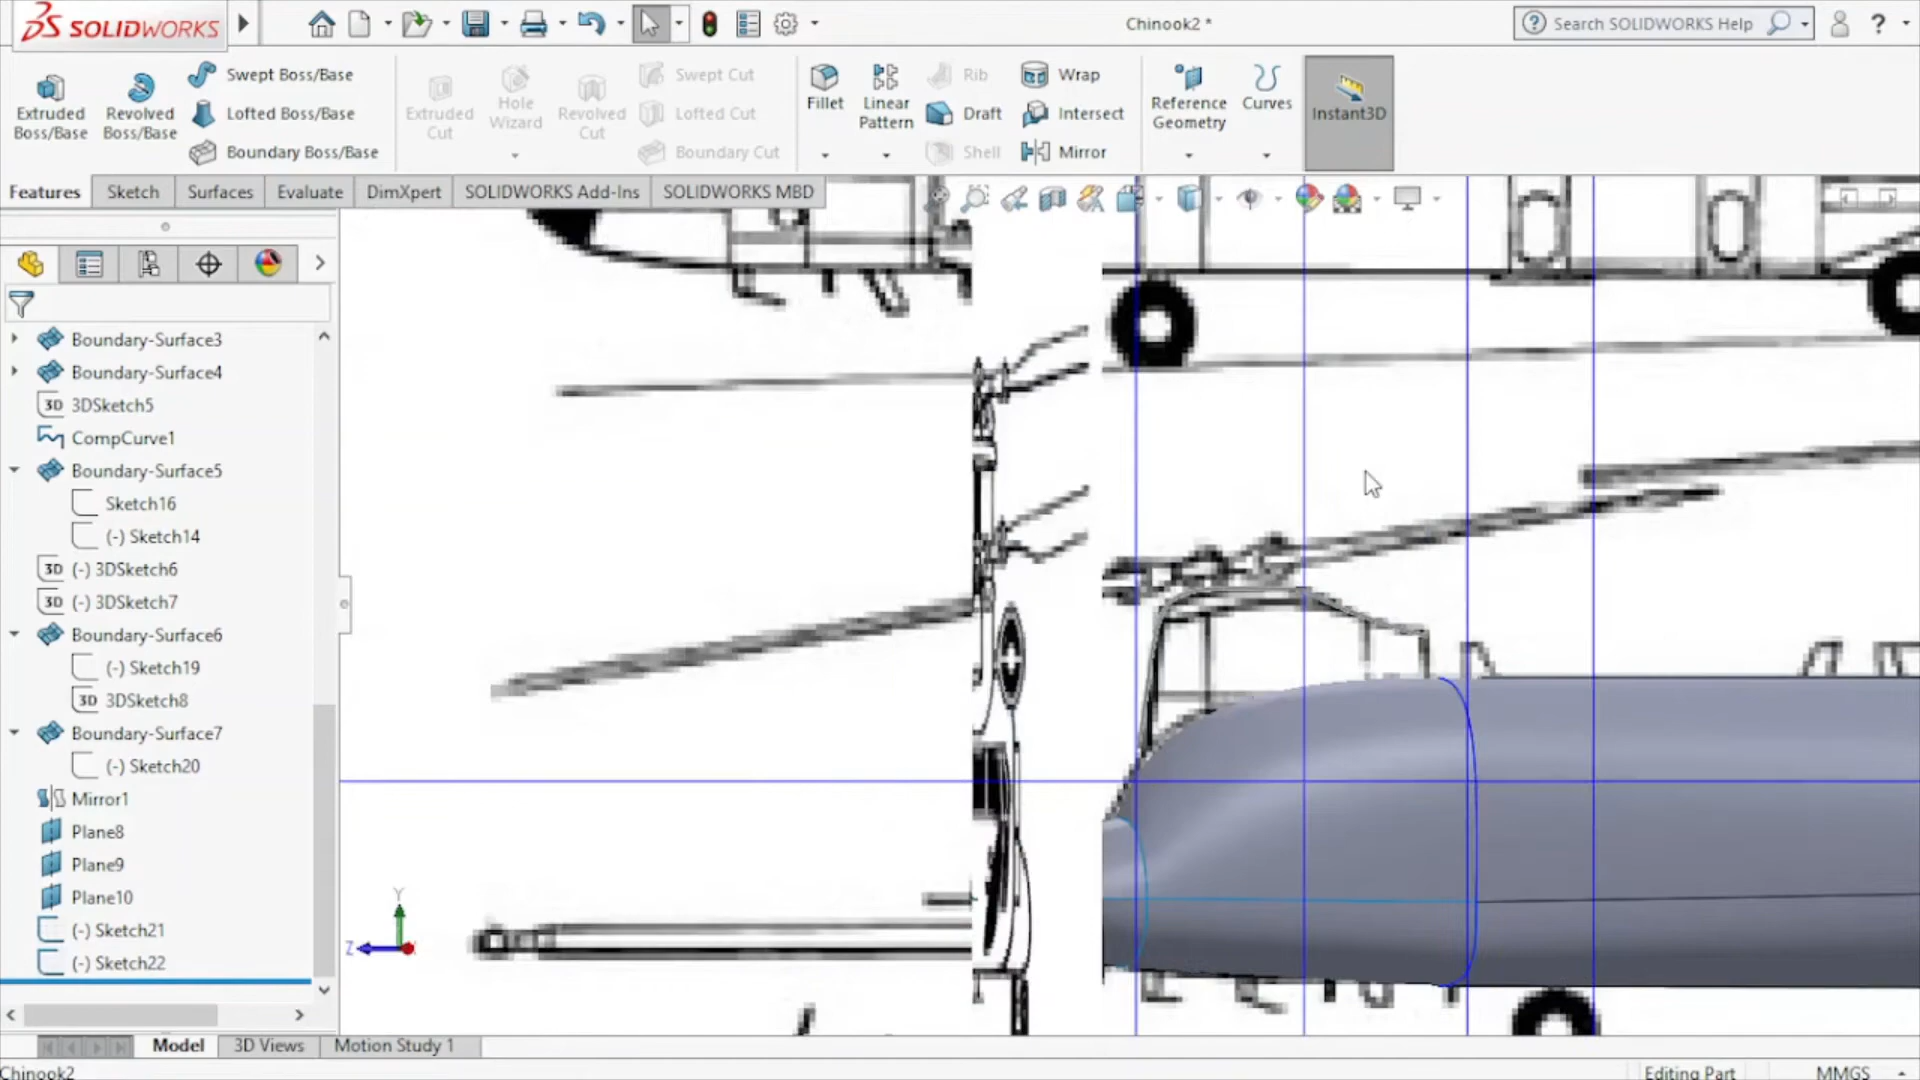 SOLIDWORKS
Chinook2 *
Search SOLIDWORKS Help
?
Extruded Boss/Base
Revolved Boss/Base
Swept Boss/Base
Lofted Boss/Base
Boundary Boss/Base
Extruded Cut
Hole Wizard
Revolved Cut
Swept Cut
Lofted Cut
Boundary Cut
Fillet
Linear Pattern
Rib
Draft
Shell
Wrap
Intersect
Mirror
Reference Geometry
Curves
Instant3D
Features
Sketch
Surfaces
Evaluate
DimXpert
SOLIDWORKS Add-Ins
SOLIDWORKS MBD
Boundary-Surface3
Boundary-Surface4
3D 3DSketch5
CompCurve1
Boundary-Surface5
Sketch16
(-) Sketch14
3D (-) 3DSketch6
3D (-) 3DSketch7
Boundary-Surface6
(-) Sketch19
3D 3DSketch8
Boundary-Surface7
(-) Sketch20
Mirror1
Plane8
Plane9
Plane10
(-) Sketch21
(-) Sketch22
Y
Z
Model
3D Views
Motion Study 1
Chinook2
Editing Part
MMGS